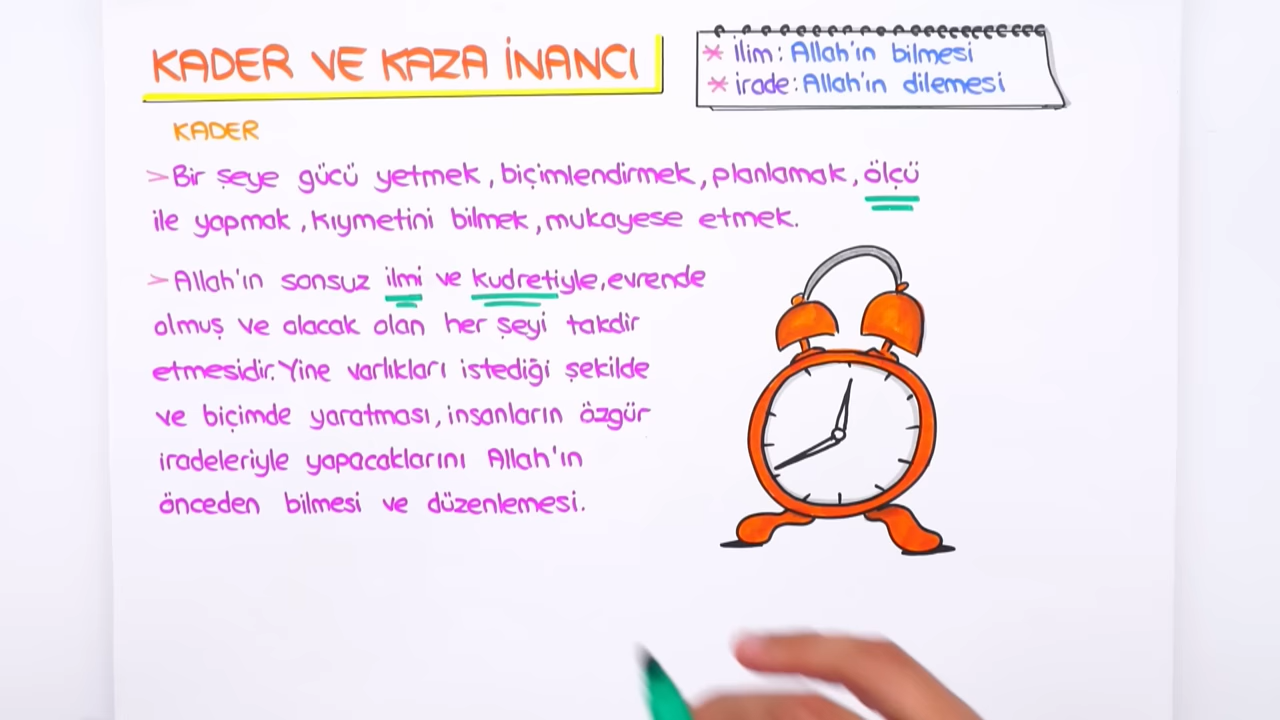 KADER VE KAZA İNANCI
* ilim: Allah'ın bilmesi
* irade: Allah'ın dilemesi
KADER
> Bir şeye gücü yetmek, biçimlendirmek, planlamak, ölçü
ile yapmak, kıymetini bilmek, mukayese etmek.
> Allah'ın sonsuz ilmi ve kudretiyle, evrende
olmuş ve olacak olan her şeyi takdir
etmesidir. Yine varlıkları istediği şekilde
ve biçimde yaratması, insanların özgür
iradeleriyle yapacaklarını Allah'ın
önceden bilmesi ve düzenlemesi.